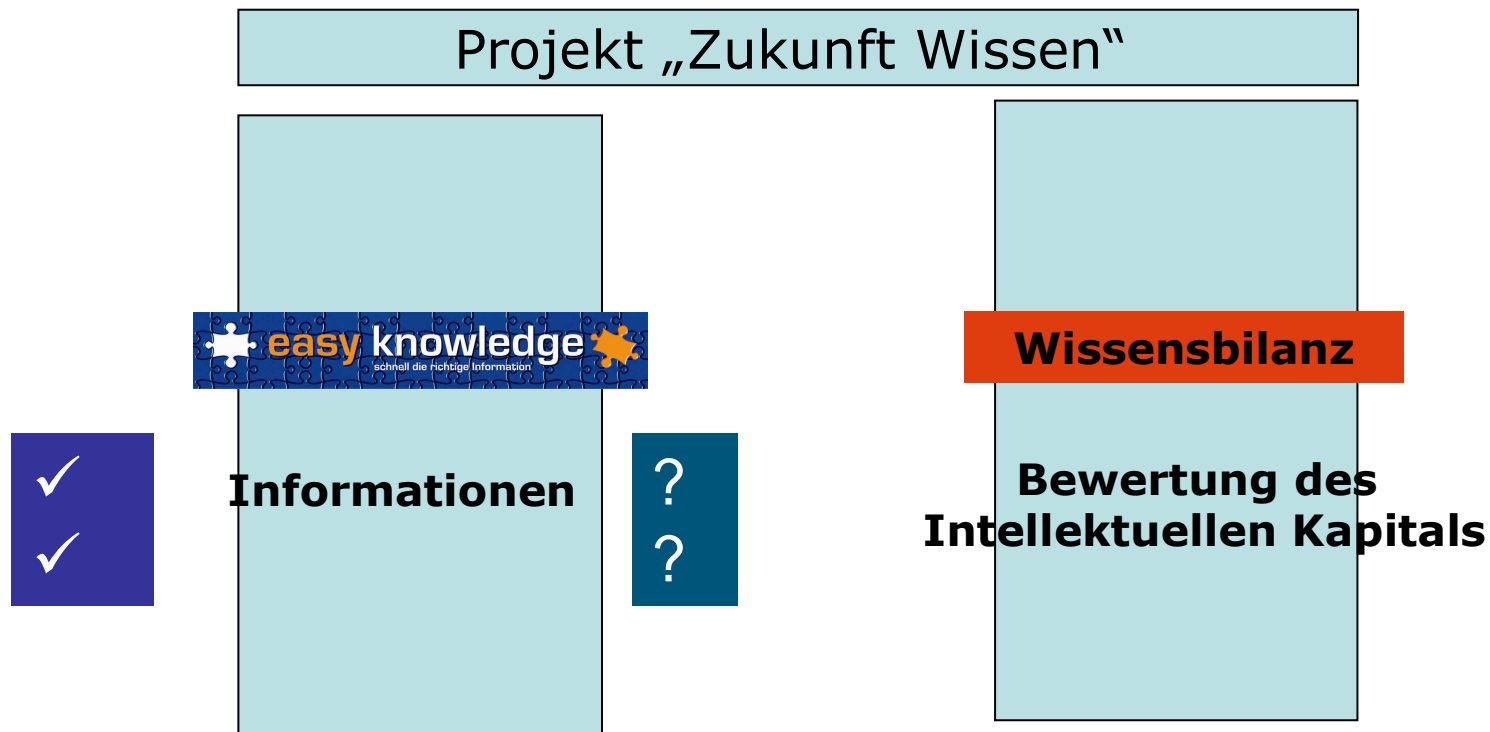 Projekt „Zukunft Wissen“
easy knowledge
schnell die richtige Information
Wissensbilanz
✓
✓
Informationen
?
?
Bewertung des
Intellektuellen Kapitals